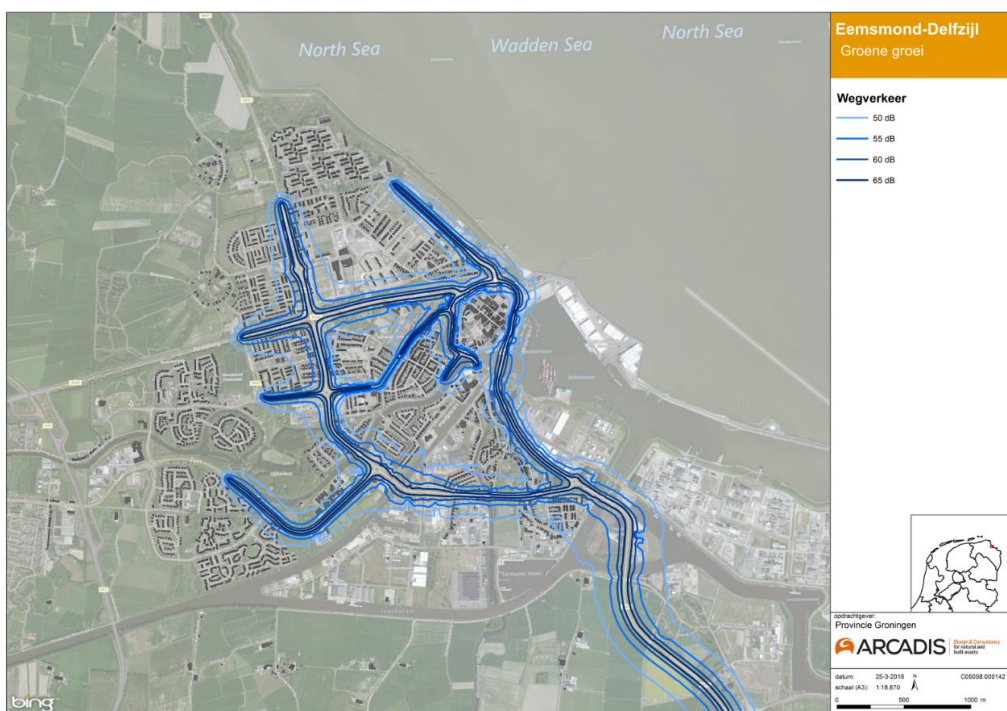 North Sea
Wadden Sea
North Sea
Eemsmond-Delfzijl
Groene groei
Wegverkeer
50 dB
55 dB
60 dB
65 dB
opdrachtgever:
Provincie Groningen
ARCADIS
Design & Consultancy
for natural and
built assets
datum: 25-3-2016 N C05058.000142
schaal (A3): 1:18.870
0 500 1000 m
bing